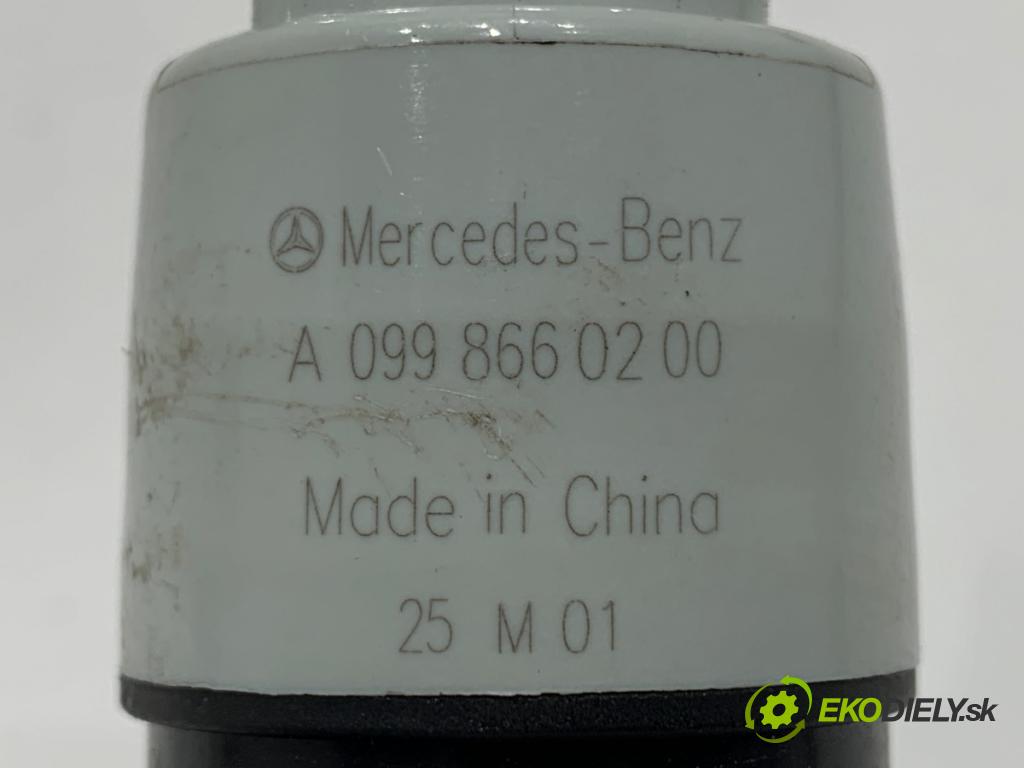 Mercedes-Benz
A 099 866 02 00
Made in China
25 M 01
EKODIELY.sk